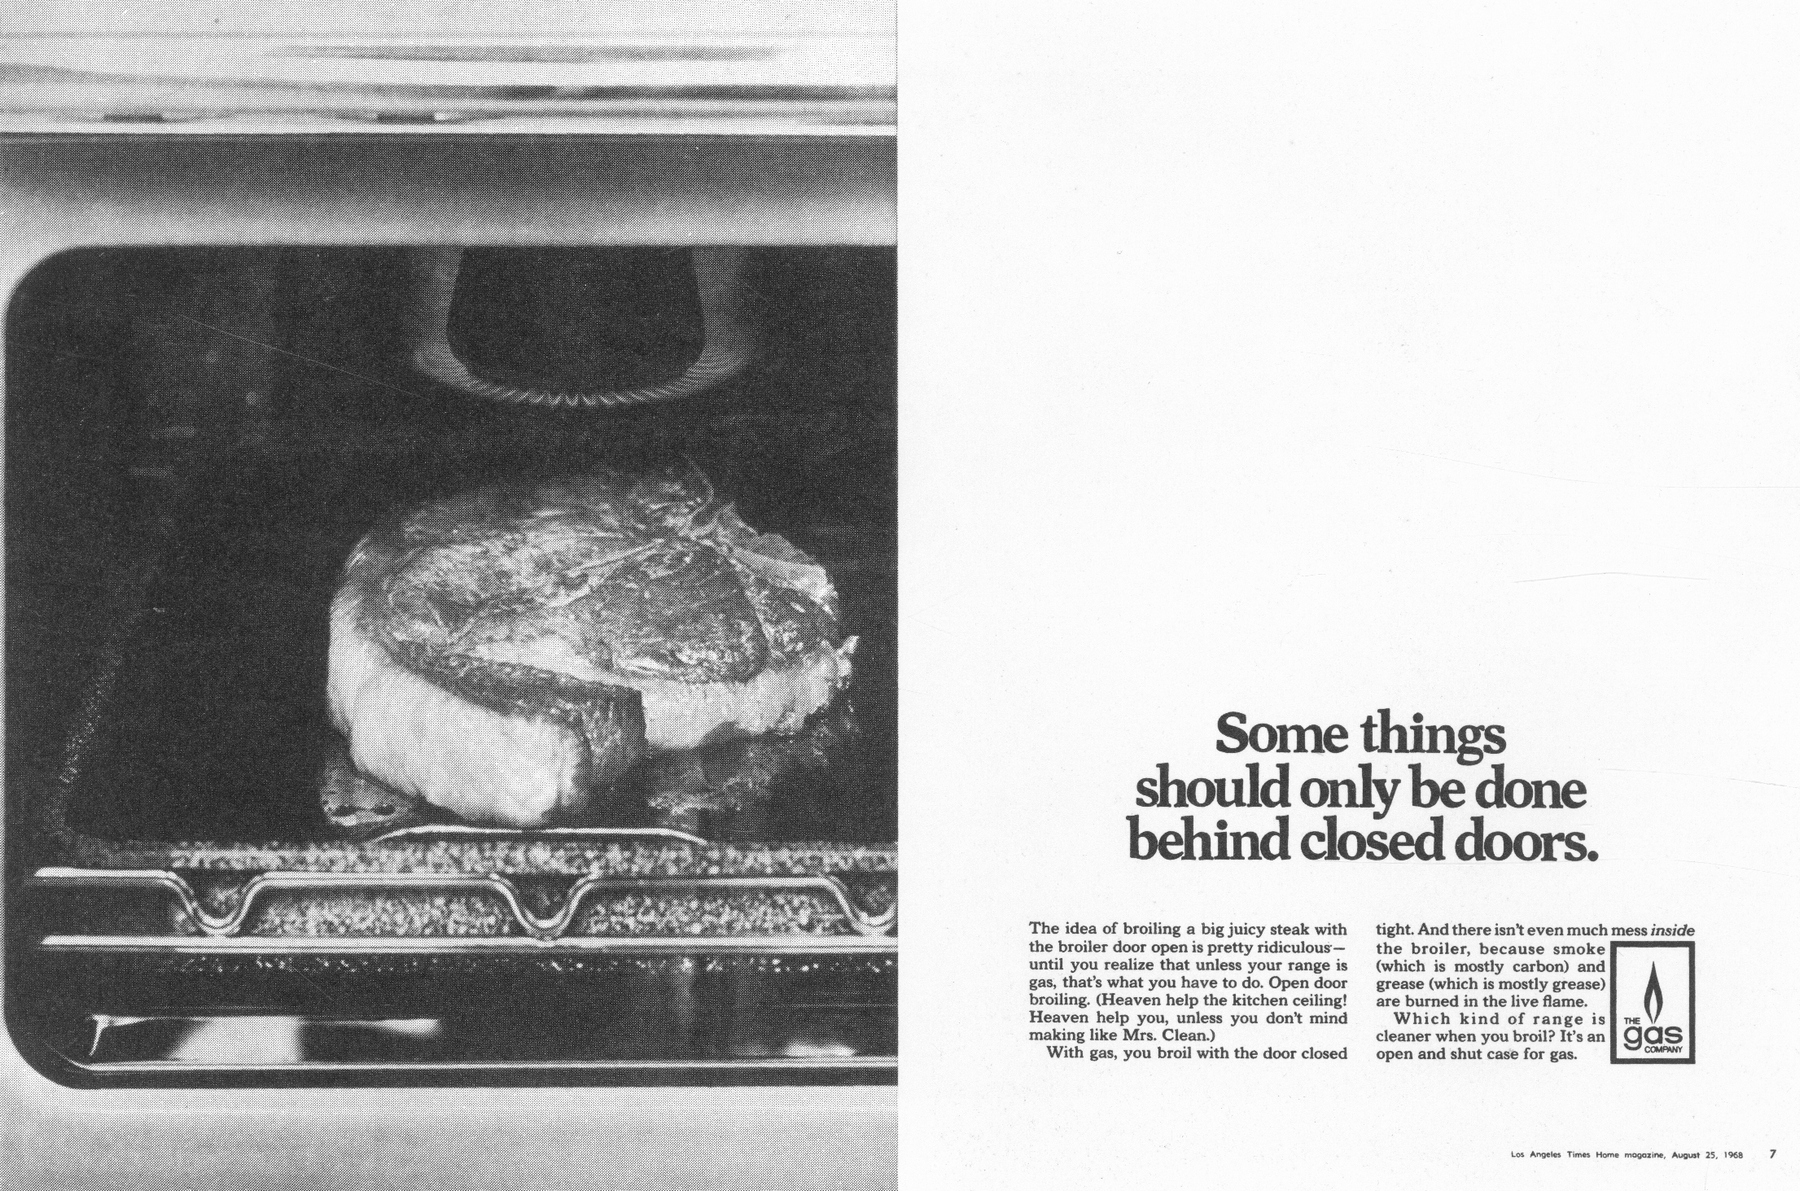 Some things
should only be done
behind closed doors.
The idea of broiling a big juicy steak with
the broiler door open is pretty ridiculous—
until you realize that unless your range is
gas, that's what you have to do. Open door
broiling. (Heaven help the kitchen ceiling!
Heaven help you, unless you don't mind
making like Mrs. Clean.)
With gas, you broil with the door closed
tight. And there isn't even much mess inside
the broiler, because smoke
(which is mostly carbon) and
grease (which is mostly grease)
are burned in the live flame.
Which kind of range is
cleaner when you broil? It's an
open and shut case for gas.
THE
gas
COMPANY
Los Angeles Times Home magazine, August 25, 1968 7